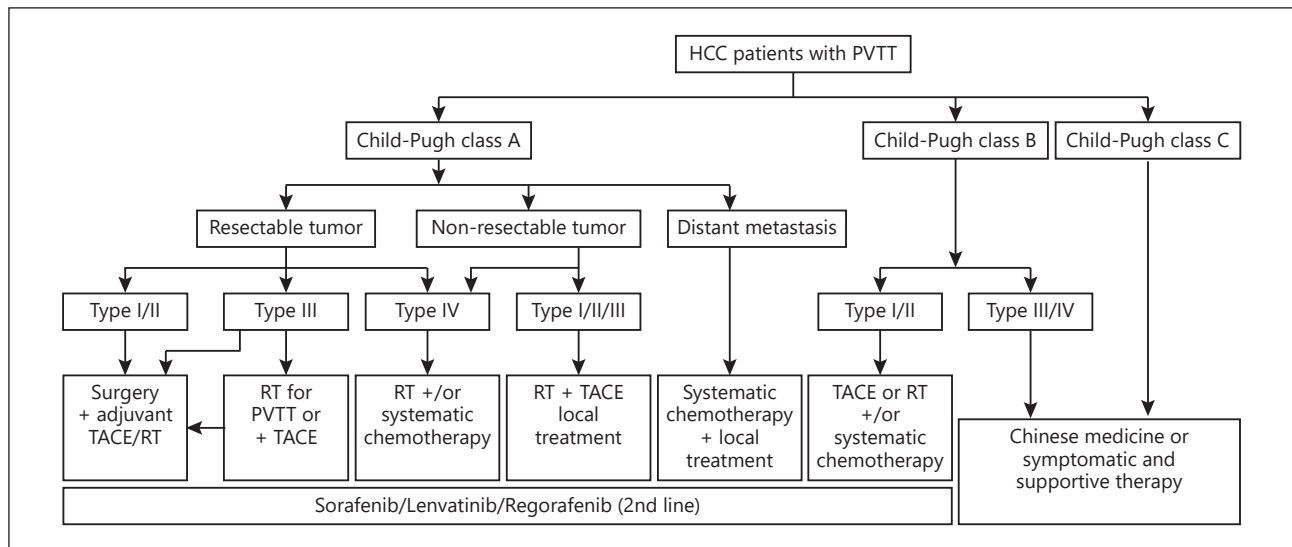 HCC patients with PVTT
Child-Pugh class A
Child-Pugh class B
Child-Pugh class C
Resectable tumor
Non-resectable tumor
Distant metastasis
Type I/II
Type III
Type IV
Type I/II/III
Type I/II
Type III/IV
Surgery
+ adjuvant
TACE/RT
RT for
PVTT or
+ TACE
RT +/or
systematic
chemotherapy
RT + TACE
local
treatment
Systematic
chemotherapy
+ local
treatment
TACE or RT
+/or
systematic
chemotherapy
Chinese medicine or
symptomatic and
supportive therapy
Sorafenib/Lenvatinib/Regorafenib (2nd line)